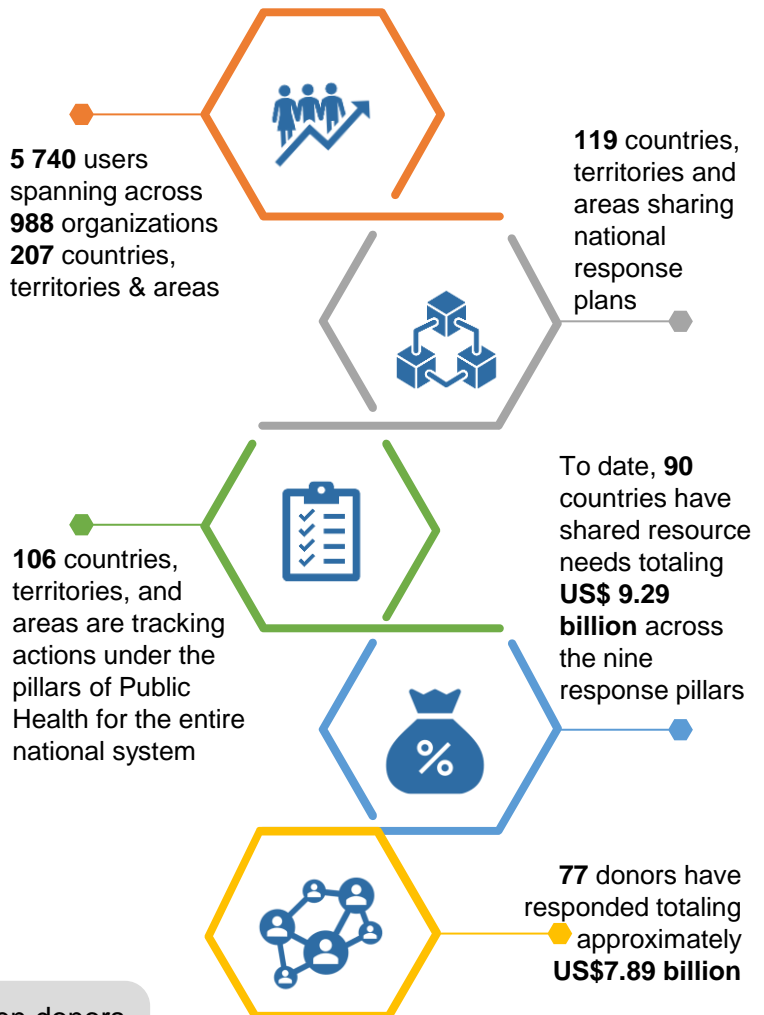 5 740 users
spanning across
988 organizations
207 countries,
territories & areas
119 countries,
territories and
areas sharing
national
response
plans
106 countries,
territories, and
areas are tracking
actions under the
pillars of Public
Health for the entire
national system
To date, 90
countries have
shared resource
needs totaling
US$ 9.29
billion across
the nine
response pillars
%
77 donors have
responded totaling
approximately
US$7.89 billion
donors